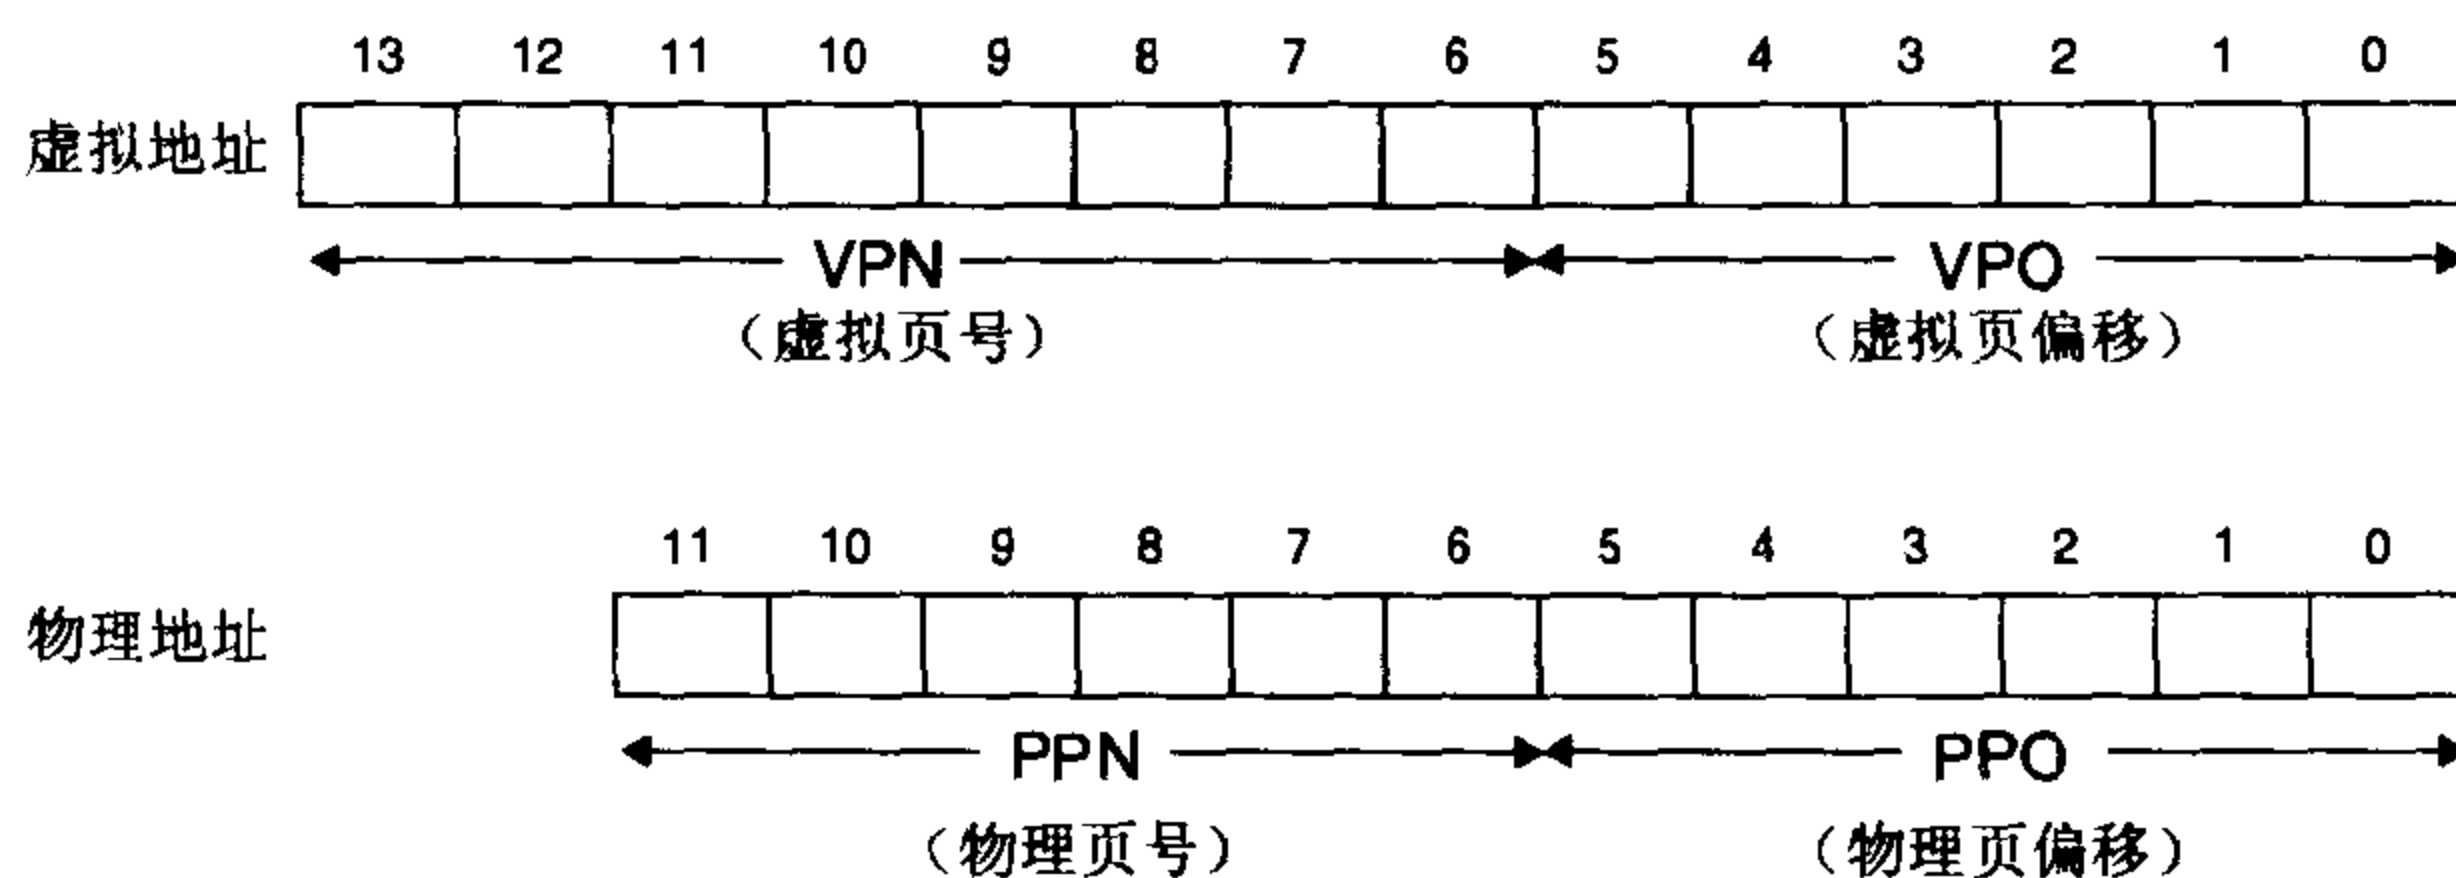 13 12 11 10 9 8 7 6 5 4 3 2 1 0
虚拟地址
VPN VPO
（虚拟页号） （虚拟页偏移）
11 10 9 8 7 6 5 4 3 2 1 0
物理地址
PPN PPO
（物理页号） （物理页偏移）